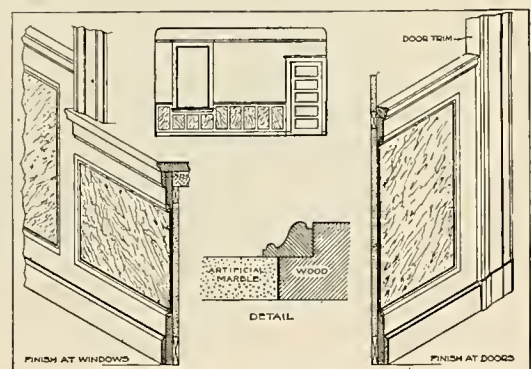 DOOR TRIM
ARTIFICIAL
MARBLE
WOOD
DETAIL
FINISH AT WINDOWS
FINISH AT DOORS